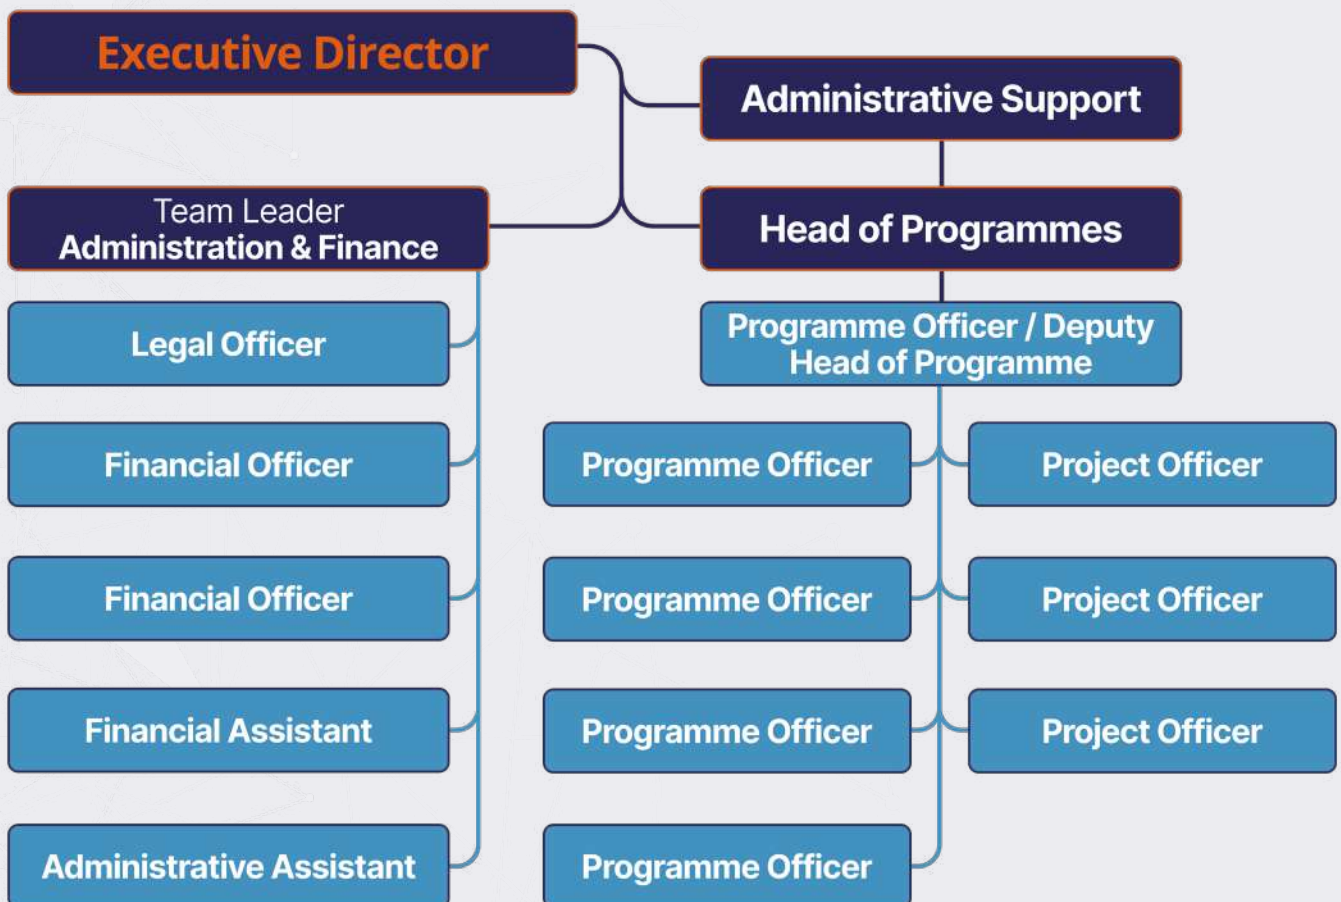 Executive Director
Administrative Support
Team Leader
Administration & Finance
Head of Programmes
Legal Officer
Programme Officer / Deputy
Head of Programme
Financial Officer
Programme Officer
Project Officer
Financial Officer
Programme Officer
Project Officer
Financial Assistant
Programme Officer
Project Officer
Administrative Assistant
Programme Officer